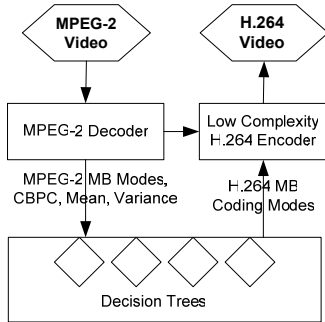 MPEG-2
Video
H.264
Video
MPEG-2 Decoder
Low Complexity
H.264 Encoder
MPEG-2 MB Modes,
CBPC, Mean, Variance
H.264 MB
Coding Modes
Decision Trees